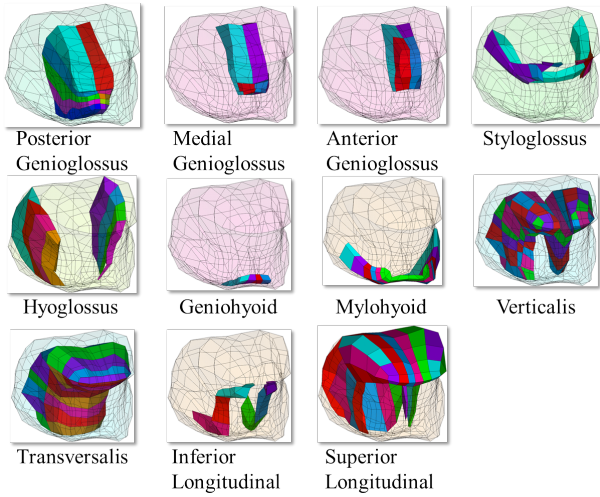 Posterior
Genioglossus
Medial
Genioglossus
Anterior
Genioglossus
Styloglossus
Hyoglossus
Geniohyoid
Mylohyoid
Verticalis
Transversalis
Inferior
Longitudinal
Superior
Longitudinal